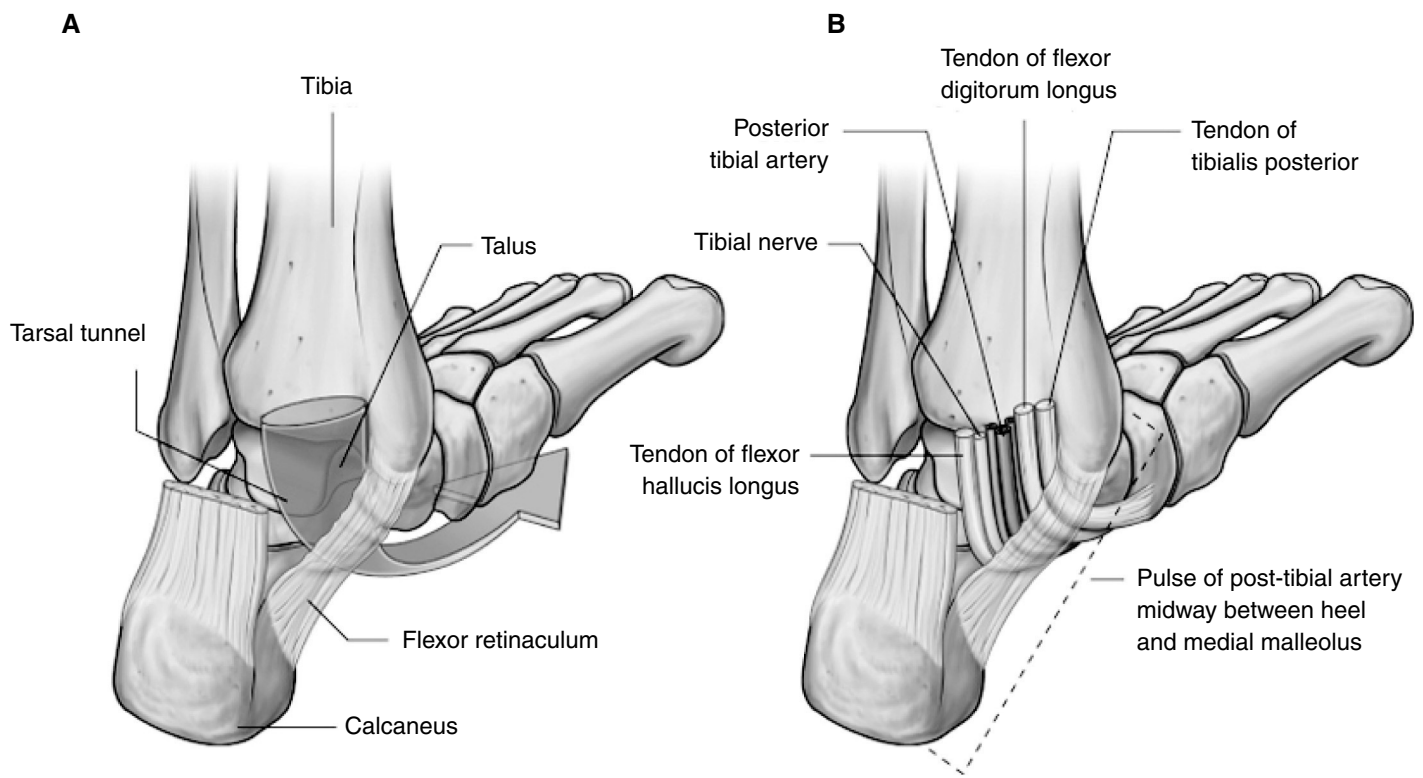 A
Tibia
Talus
Tarsal tunnel
Flexor retinaculum
Calcaneus
B
Tendon of flexor
digitorum longus
Posterior
tibial artery
Tendon of
tibialis posterior
Tibial nerve
Tendon of flexor
hallucis longus
Pulse of post-tibial artery
midway between heel
and medial malleolus